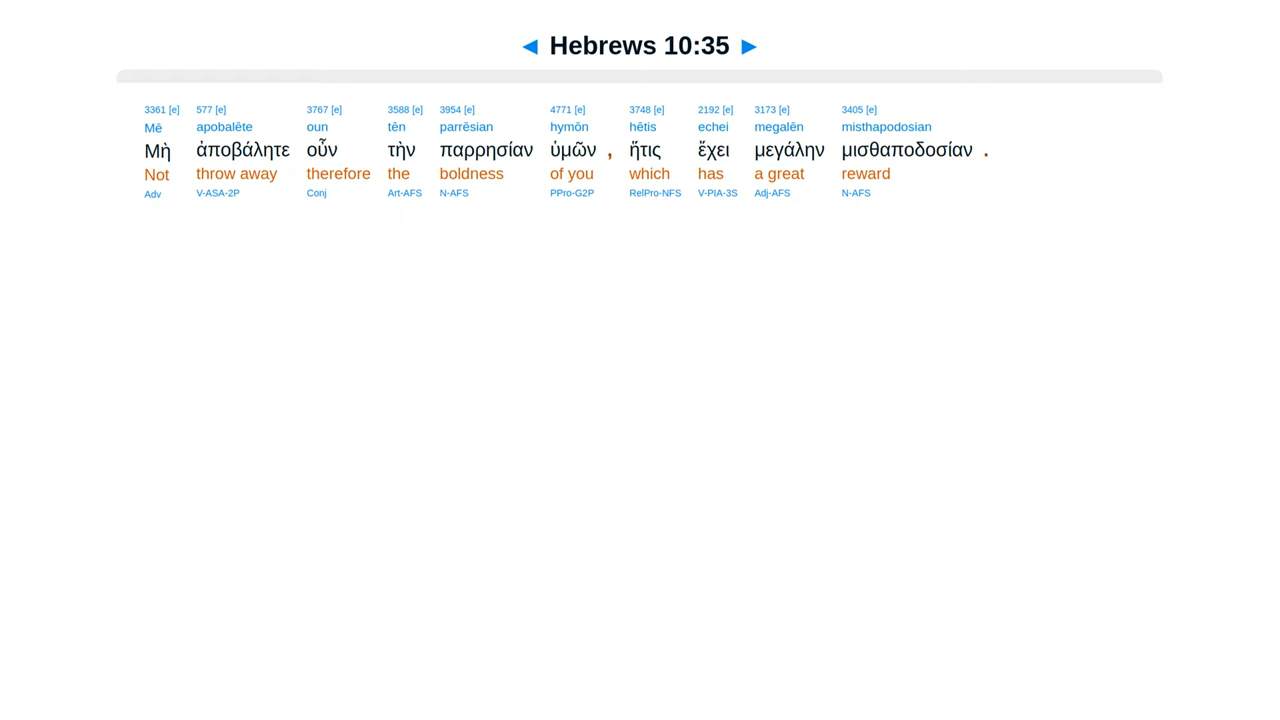 ◄ Hebrews 10:35 ►
3361 [e] 577 [e] 3767 [e] 3588 [e] 3954 [e] 4771 [e] 3748 [e] 2192 [e] 3173 [e] 3405 [e]
Mē apobalēte oun tēn parrēsian hymōn hētis echei megalēn misthapodosian
Μὴ ἀποβάλητε οὖν τὴν παρρησίαν ὑμῶν , ἥτις ἔχει μεγάλην μισθαποδοσίαν .
Not throw away therefore the boldness of you which has a great reward
Adv V-ASA-2P Conj Art-AFS N-AFS PPro-G2P RelPro-NFS V-PIA-3S Adj-AFS N-AFS